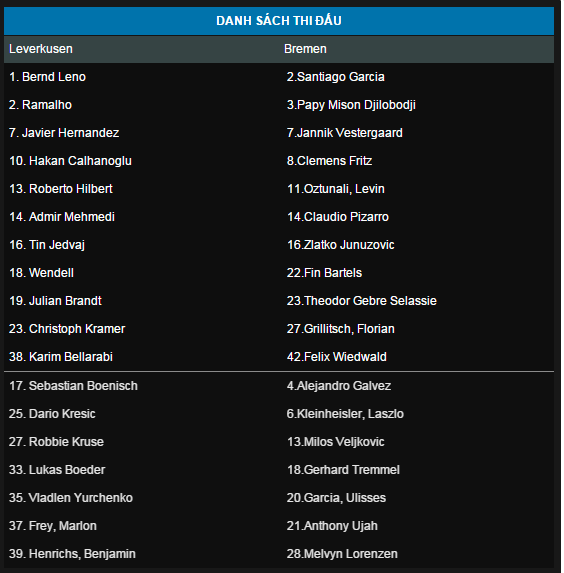 DANH SÁCH THI ĐẤU
Leverkusen Bremen
1. Bernd Leno 2.Santiago Garcia
2. Ramalho 3.Papy Mison Djilobodji
7. Javier Hernandez 7.Jannik Vestergaard
10. Hakan Calhanoglu 8.Clemens Fritz
13. Roberto Hilbert 11.Oztunali, Levin
14. Admir Mehmedi 14.Claudio Pizarro
16. Tin Jedvaj 16.Zlatko Junuzovic
18. Wendell 22.Fin Bartels
19. Julian Brandt 23.Theodor Gebre Selassie
23. Christoph Kramer 27.Grillitsch, Florian
38. Karim Bellarabi 42.Felix Wiedwald
17. Sebastian Boenisch 4.Alejandro Galvez
25. Dario Kresic 6.Kleinheisler, Laszlo
27. Robbie Kruse 13.Milos Veljkovic
33. Lukas Boeder 18.Gerhard Tremmel
35. Vladlen Yurchenko 20.Garcia, Ulisses
37. Frey, Marlon 21.Anthony Ujah
39. Henrichs, Benjamin 28.Melvyn Lorenzen